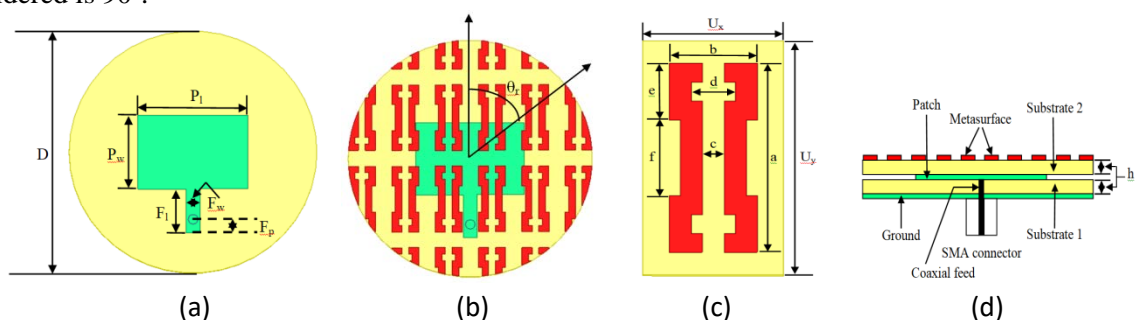 dered is 90°.
D
P1
Pw
F1
Fw
Fp
(a)
θr
(b)
Ux
b
d
e
c
f
a
Uy
(c)
Patch
Metasurface
Substrate 2
h
Ground
Substrate 1
SMA connector
Coaxial feed
(d)